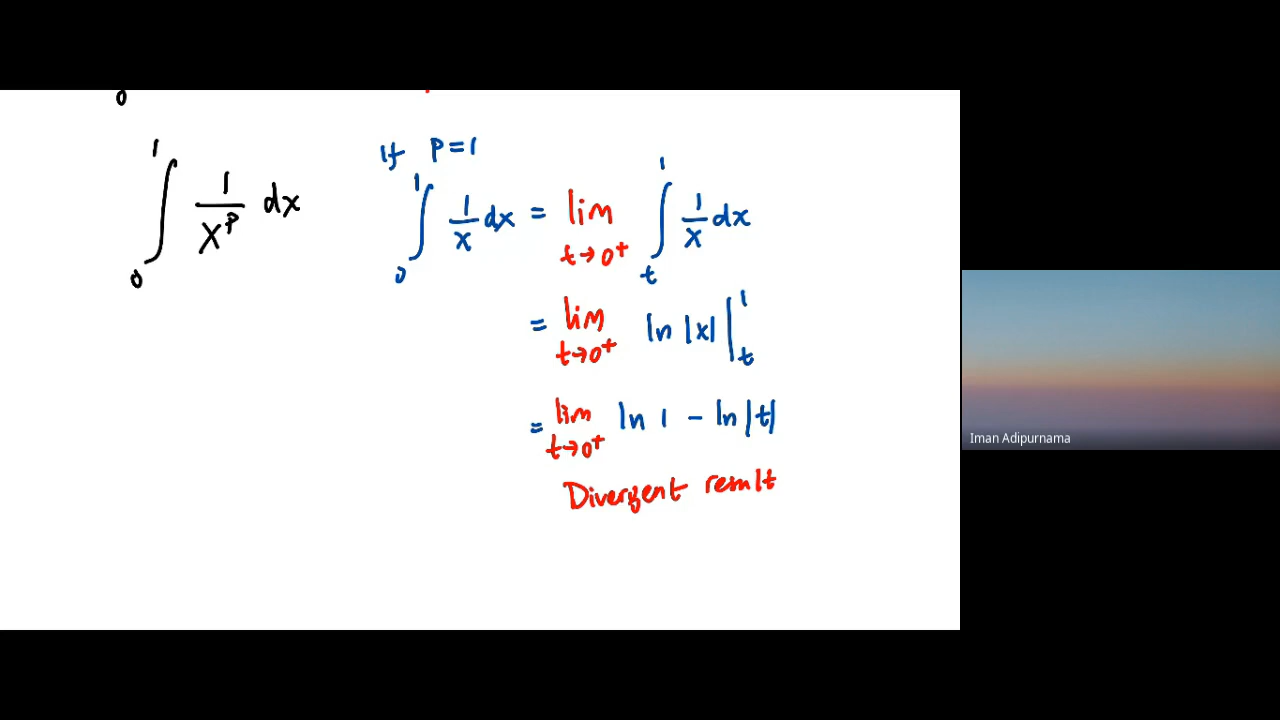 0
∫₀¹ 1/x^p dx
If p=1
∫₀¹ 1/x dx = lim t→0⁺ ∫ₜ¹ 1/x dx
= lim t→0⁺ ln |x| |ₜ¹
= lim t→0⁺ ln 1 - ln |t|
Divergent result
Iman Adipurnama